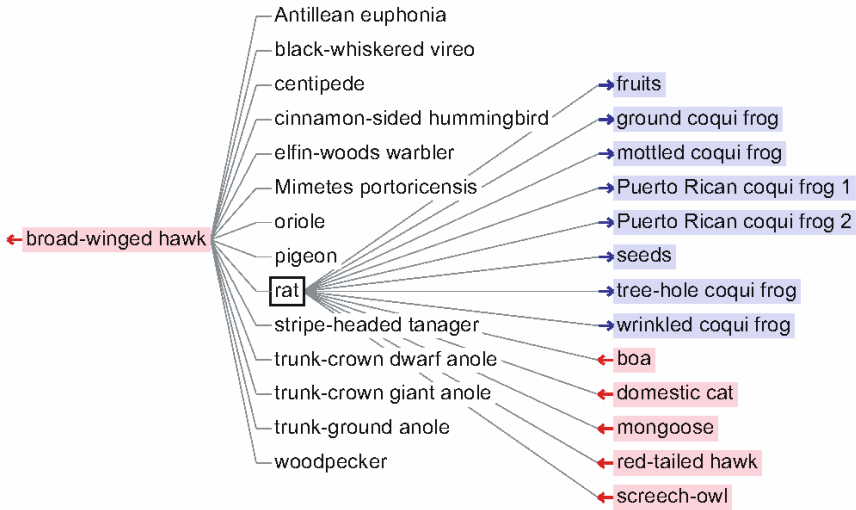 broad-winged hawk
Antillean euphonia
black-whiskered vireo
centipede
cinnamon-sided hummingbird
elfin-woods warbler
Mimetes portoricensis
oriole
pigeon
rat
stripe-headed tanager
trunk-crown dwarf anole
trunk-crown giant anole
trunk-ground anole
woodpecker
fruits
ground coqui frog
mottled coqui frog
Puerto Rican coqui frog 1
Puerto Rican coqui frog 2
seeds
tree-hole coqui frog
wrinkled coqui frog
boa
domestic cat
mongoose
red-tailed hawk
screech-owl